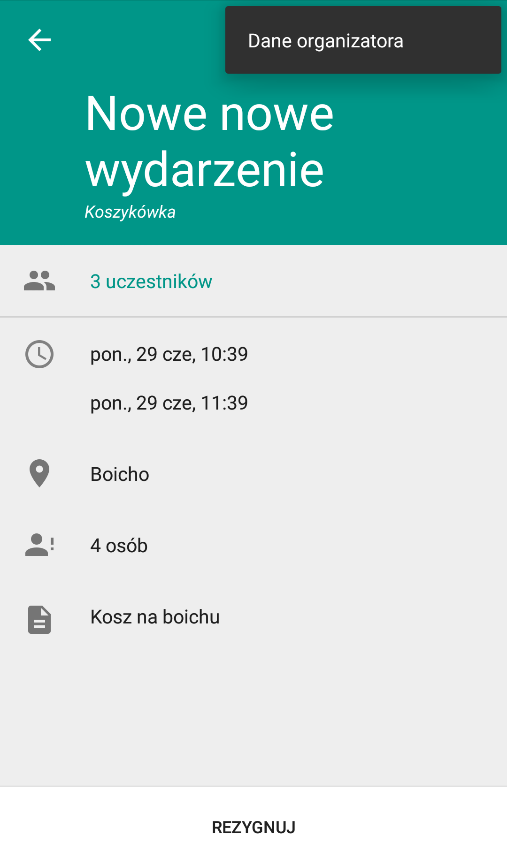 Dane organizatora
Nowe nowe
wydarzenie
Koszykówka
3 uczestników
pon., 29 cze, 10:39
pon., 29 cze, 11:39
Boicho
4 osób
Kosz na boichu
REZYGNUJ